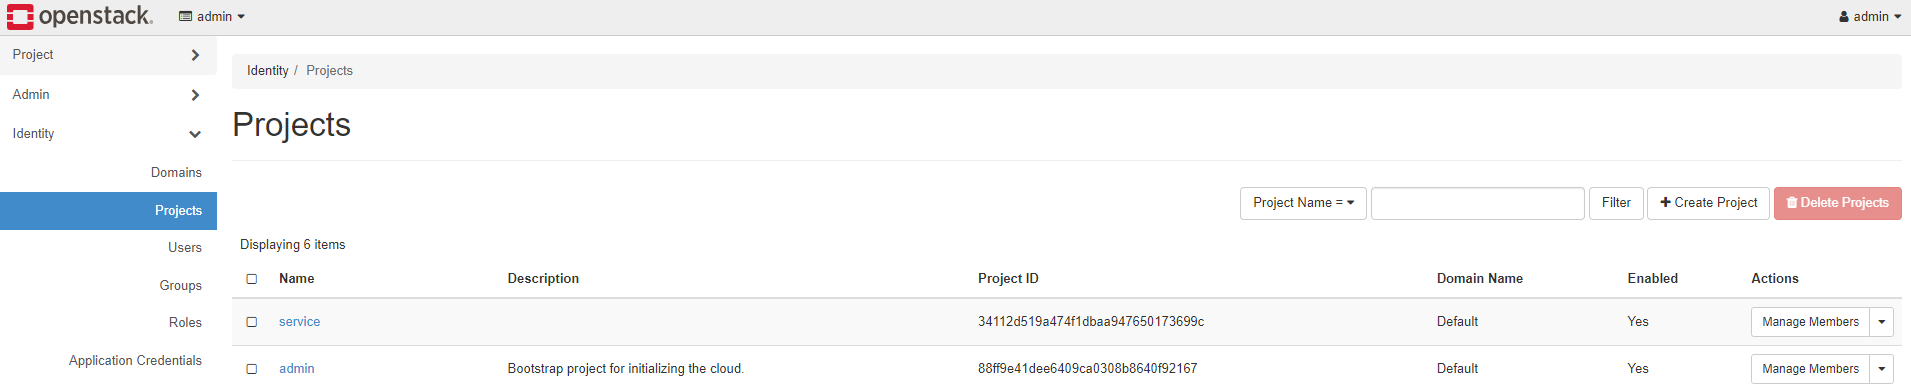 openstack. admin admin
Project
Admin
Identity
Domains
Projects
Users
Groups
Roles
Application Credentials
Identity / Projects
Projects
Project Name = Filter Create Project Delete Projects
Displaying 6 items
Name Description Project ID Domain Name Enabled Actions
service 34112d519a474f1dbaa947650173699c Default Yes Manage Members
admin Bootstrap project for initializing the cloud. 88ff9e41dee6409ca0308b8640f92167 Default Yes Manage Members